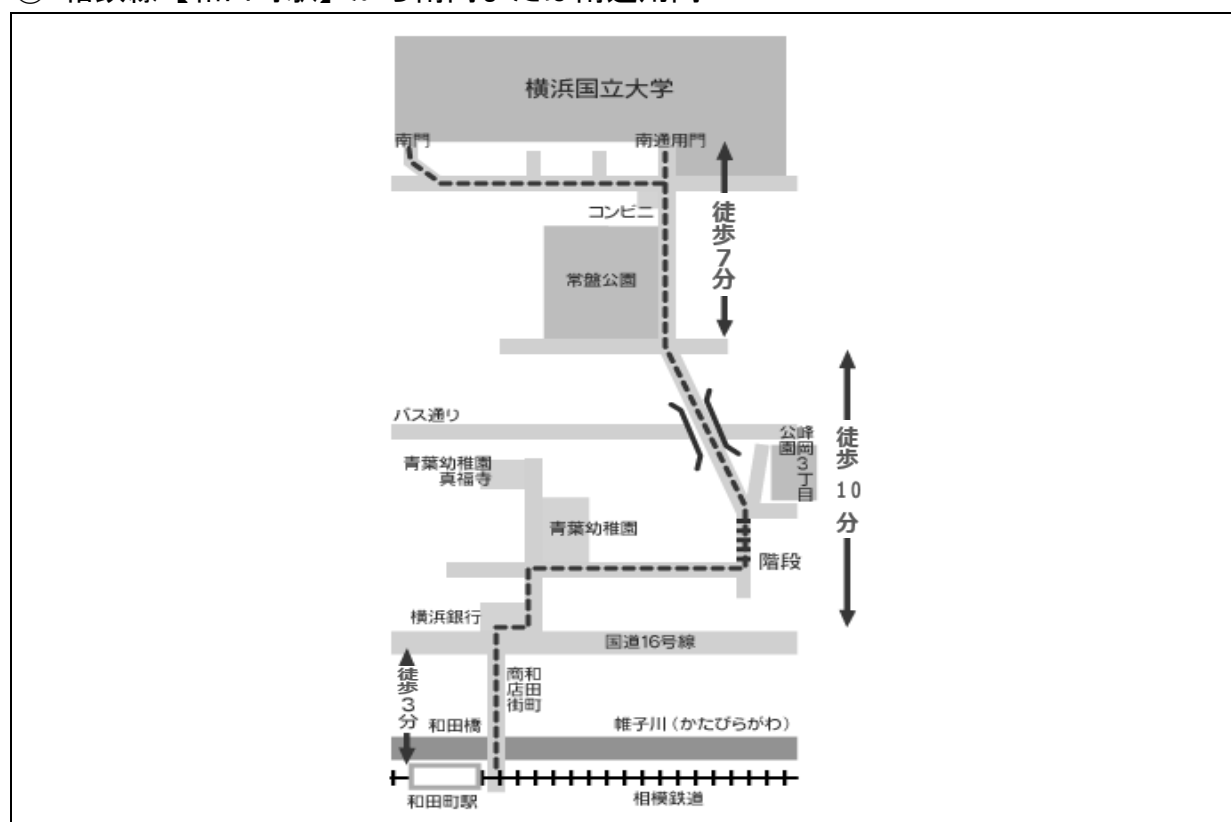 横浜国立大学
南門
南通用門
コンビニ
徒歩7分
常盤公園
バス通り
峰岡3丁目
公園
徒歩10分
青葉幼稚園
真福寺
青葉幼稚園
階段
横浜銀行
国道16号線
徒歩3分
和田町
商店街
和田橋
帷子川(かたびらがわ)
和田町駅
相模鉄道